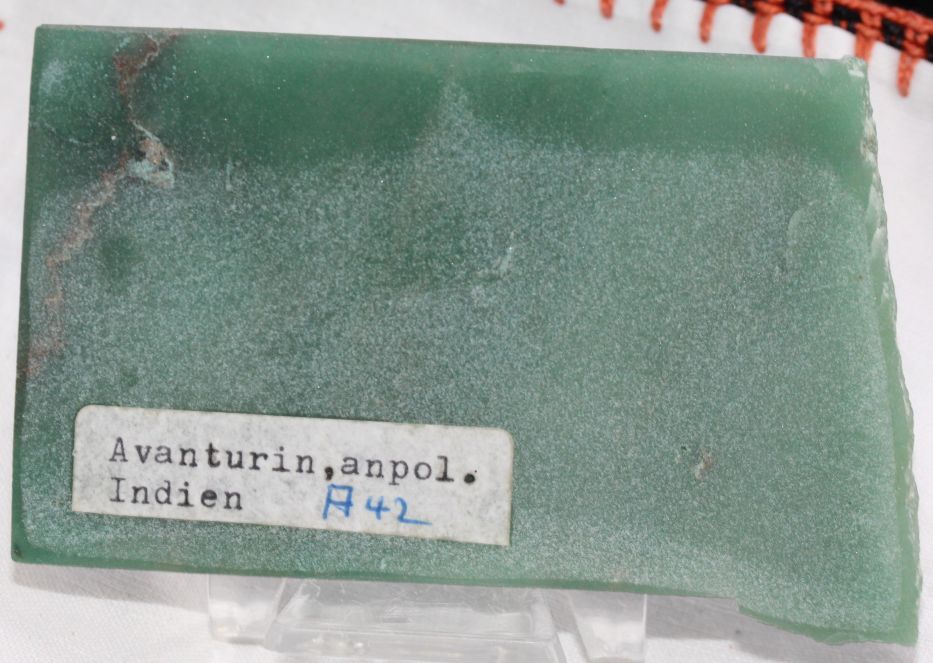 Avanturin, anpol.
Indien A42